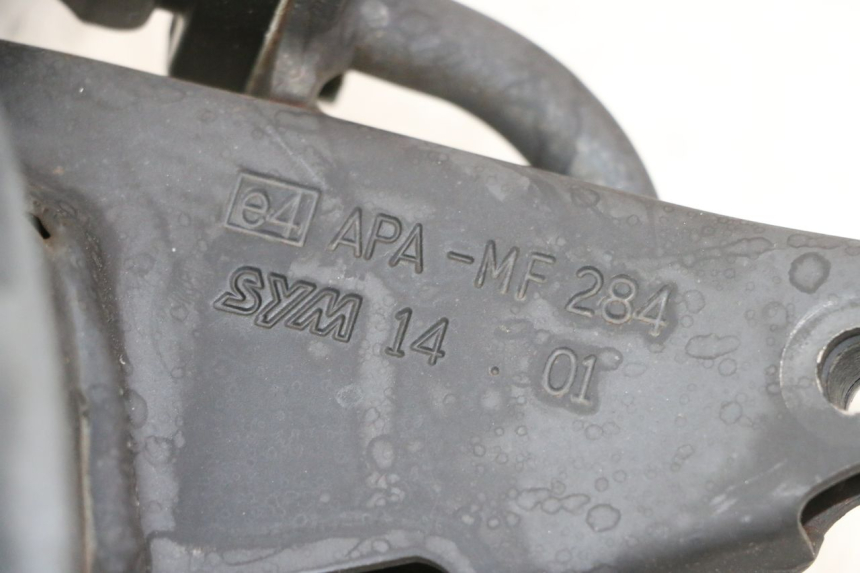 e4 APA-MF 284
SYM 14 . 01